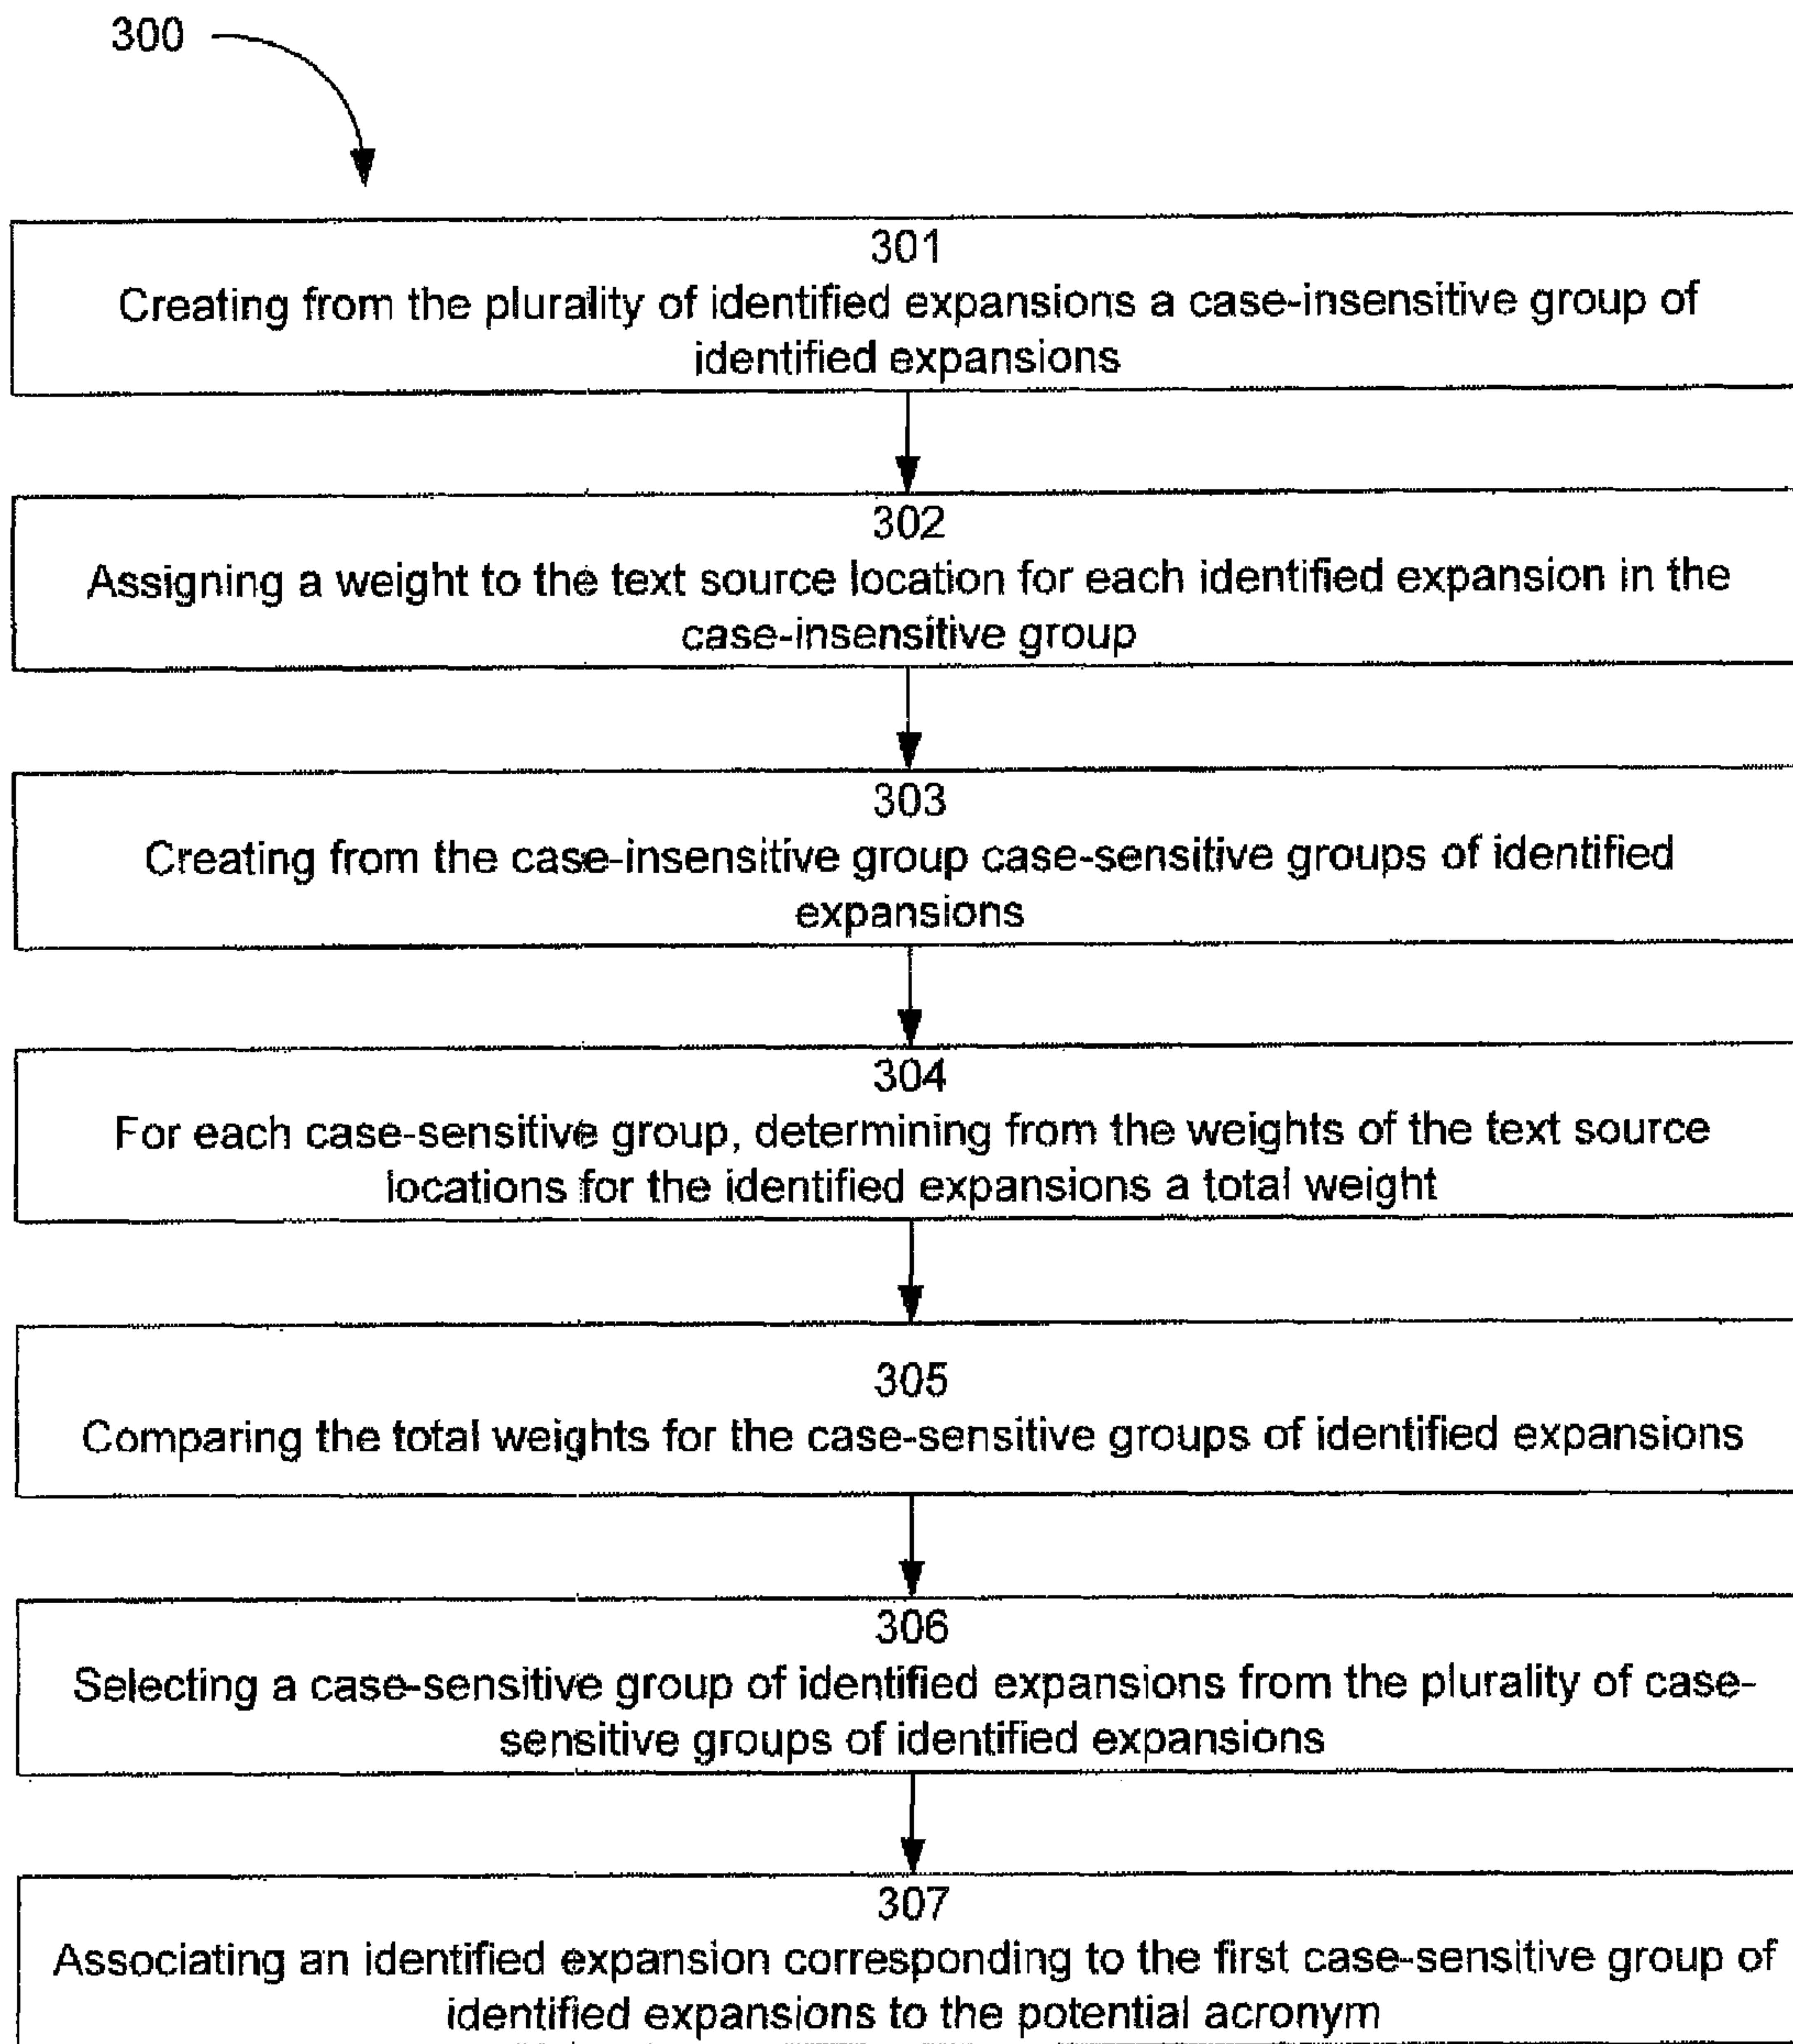 300
301
Creating from the plurality of identified expansions a case-insensitive group of
identified expansions
302
Assigning a weight to the text source location for each identified expansion in the
case-insensitive group
303
Creating from the case-insensitive group case-sensitive groups of identified
expansions
304
For each case-sensitive group, determining from the weights of the text source
locations for the identified expansions a total weight
305
Comparing the total weights for the case-sensitive groups of identified expansions
306
Selecting a case-sensitive group of identified expansions from the plurality of case-
sensitive groups of identified expansions
307
Associating an identified expansion corresponding to the first case-sensitive group of
identified expansions to the potential acronym